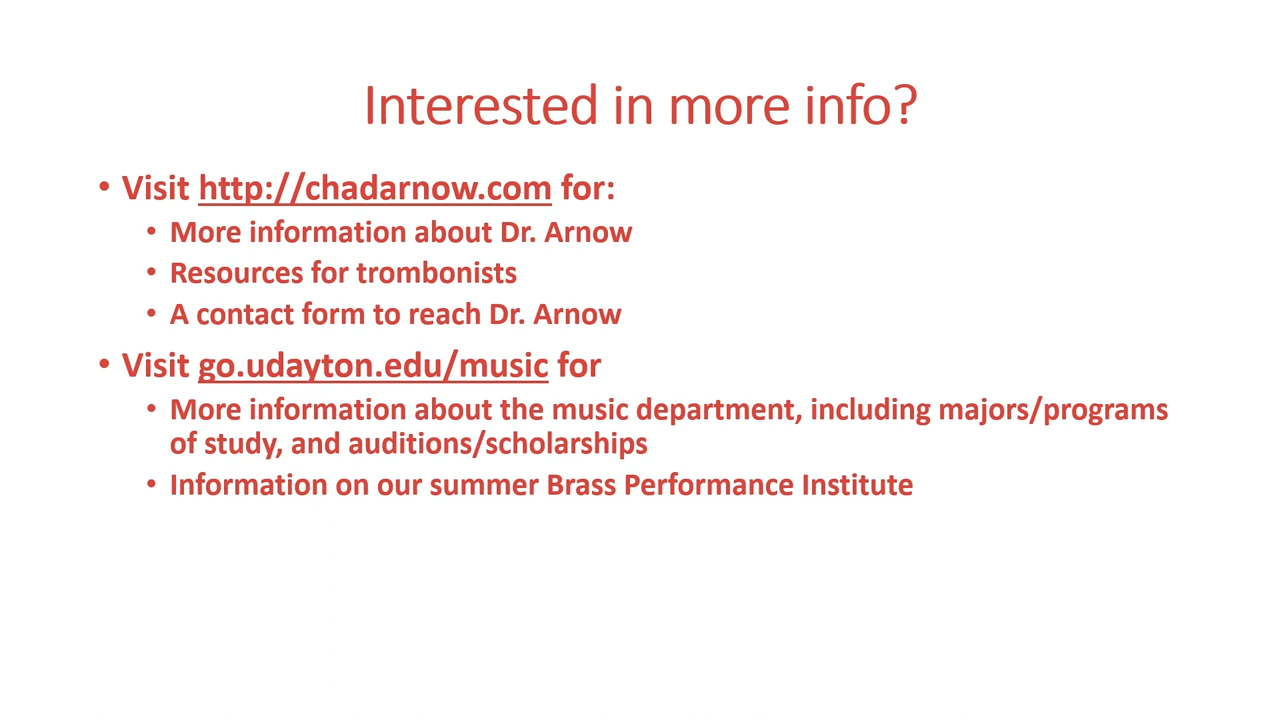 Interested in more info?
• Visit http://chadarnow.com for:
• More information about Dr. Arnow
• Resources for trombonists
• A contact form to reach Dr. Arnow
• Visit go.udayton.edu/music for
• More information about the music department, including majors/programs
of study, and auditions/scholarships
• Information on our summer Brass Performance Institute